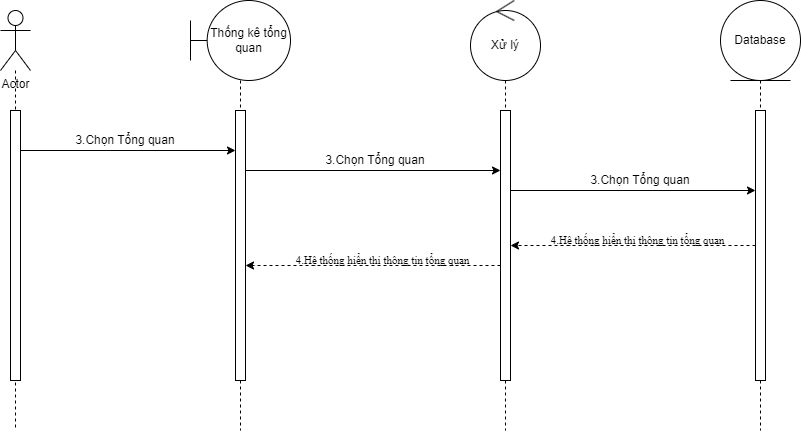 Thống kê tổng
quan
Xử lý
Database
Actor
3.Chọn Tổng quan
3.Chọn Tổng quan
3.Chọn Tổng quan
4.Hệ thống hiển thị thông tin tổng quan
4.Hệ thống hiển thị thông tin tổng quan